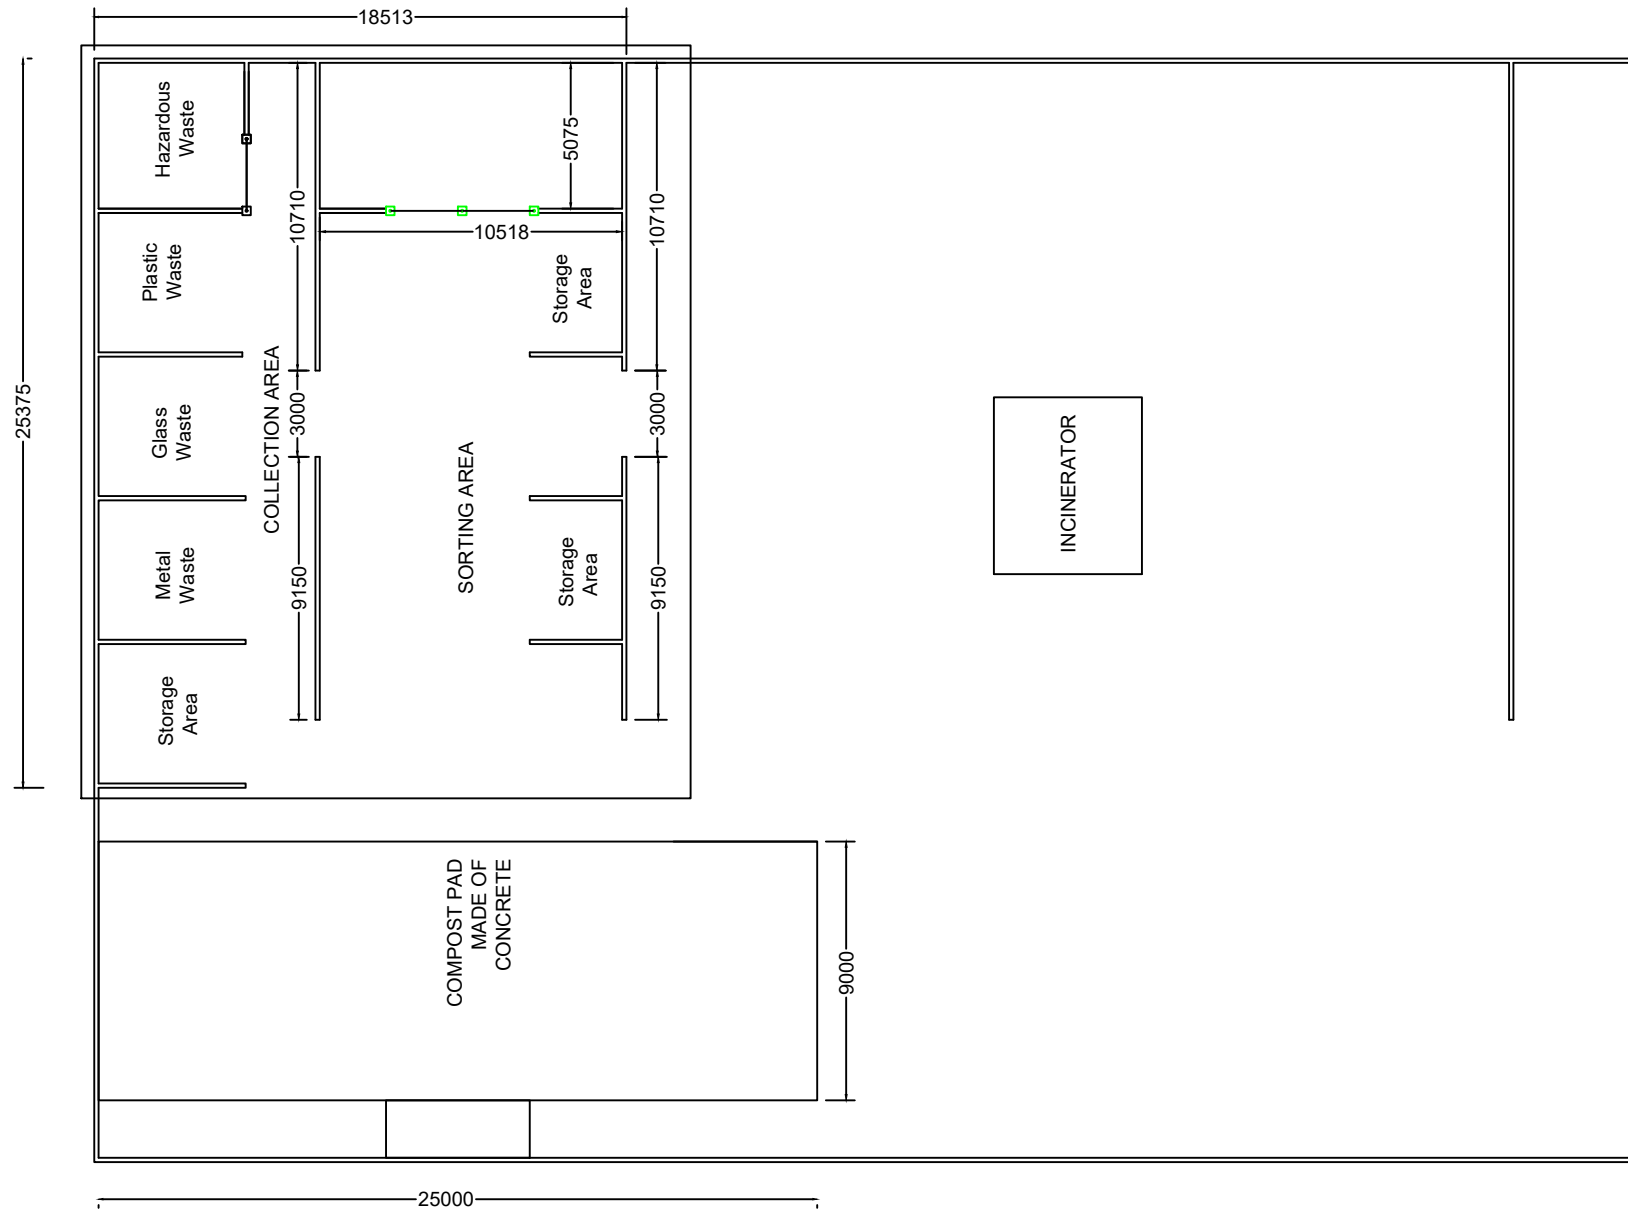 18513
25375
Hazardous
Waste
10710
5075
10710
10518
Plastic
Waste
Storage
Area
COLLECTION AREA
3000
3000
Glass
Waste
SORTING AREA
INCINERATOR
Metal
Waste
9150
Storage
Area
9150
Storage
Area
COMPOST PAD
MADE OF
CONCRETE
9000
25000